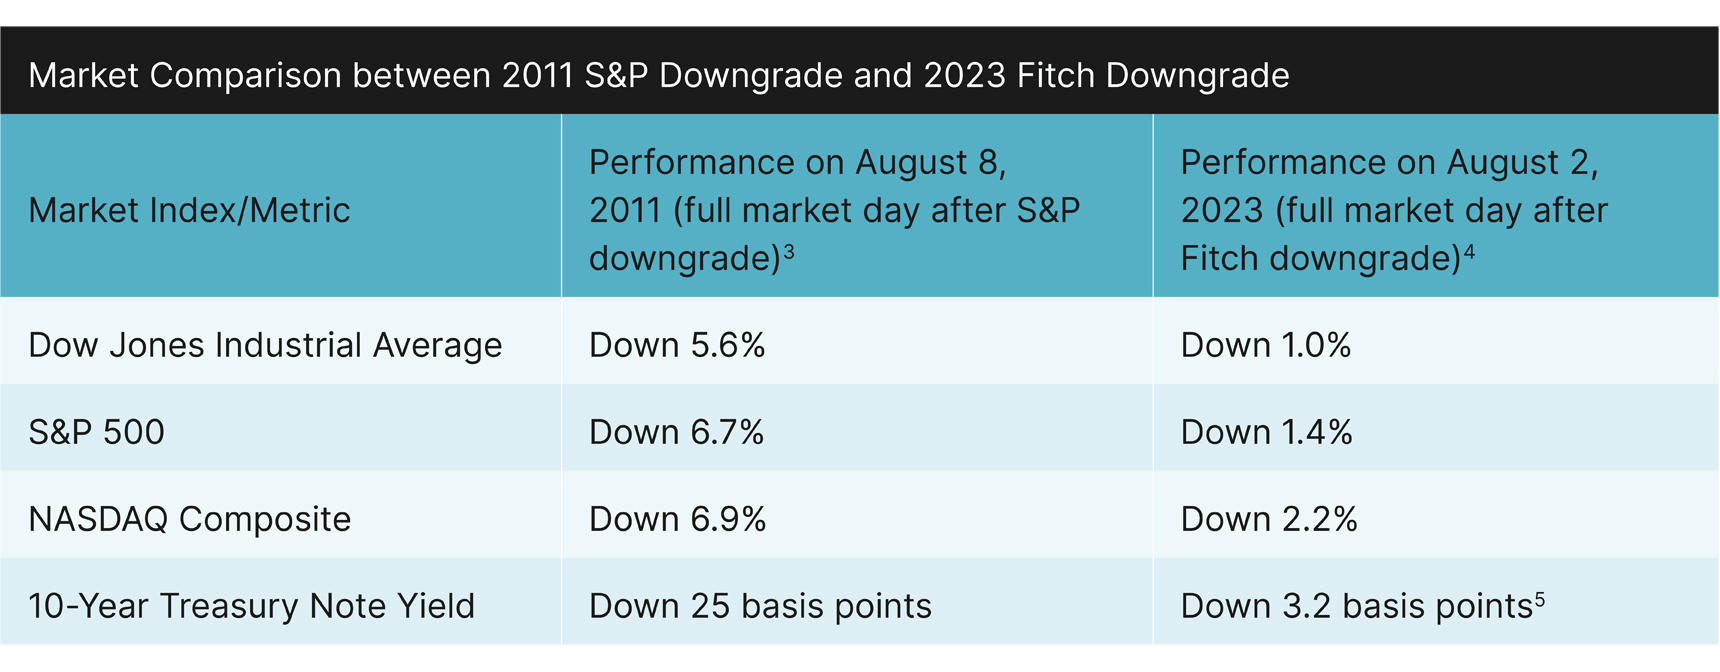 Market Comparison between 2011 S&P Downgrade and 2023 Fitch Downgrade
Market Index/Metric
Performance on August 8,
2011 (full market day after S&P
downgrade)³
Performance on August 2,
2023 (full market day after
Fitch downgrade)⁴
Dow Jones Industrial Average
Down 5.6%
Down 1.0%
S&P 500
Down 6.7%
Down 1.4%
NASDAQ Composite
Down 6.9%
Down 2.2%
10-Year Treasury Note Yield
Down 25 basis points
Down 3.2 basis points⁵